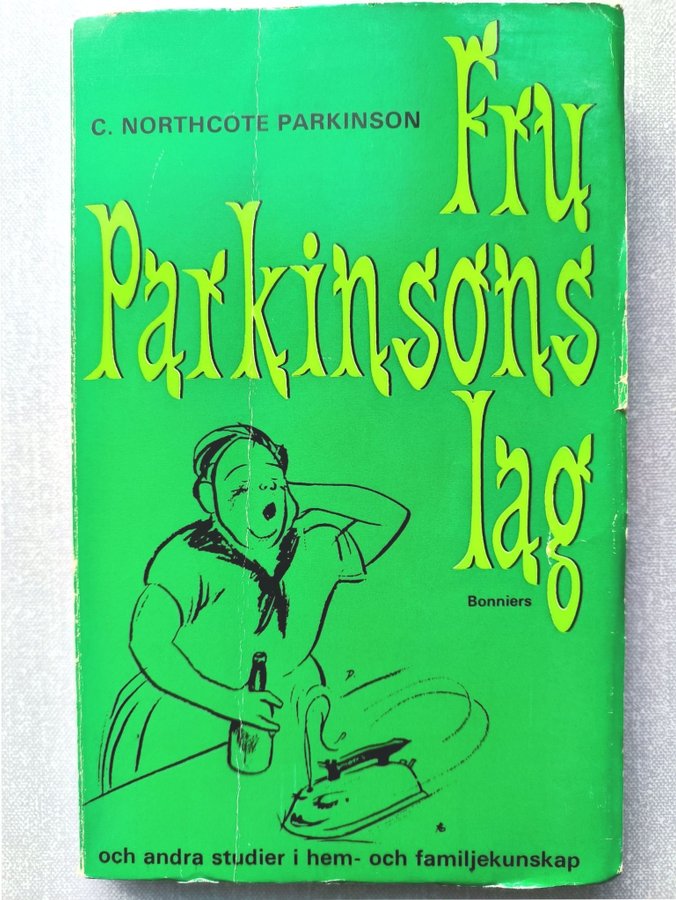 C. NORTHCOTE PARKINSON
Fru
Parkinsons
lag
Bonniers
och andra studier i hem- och familjekunskap